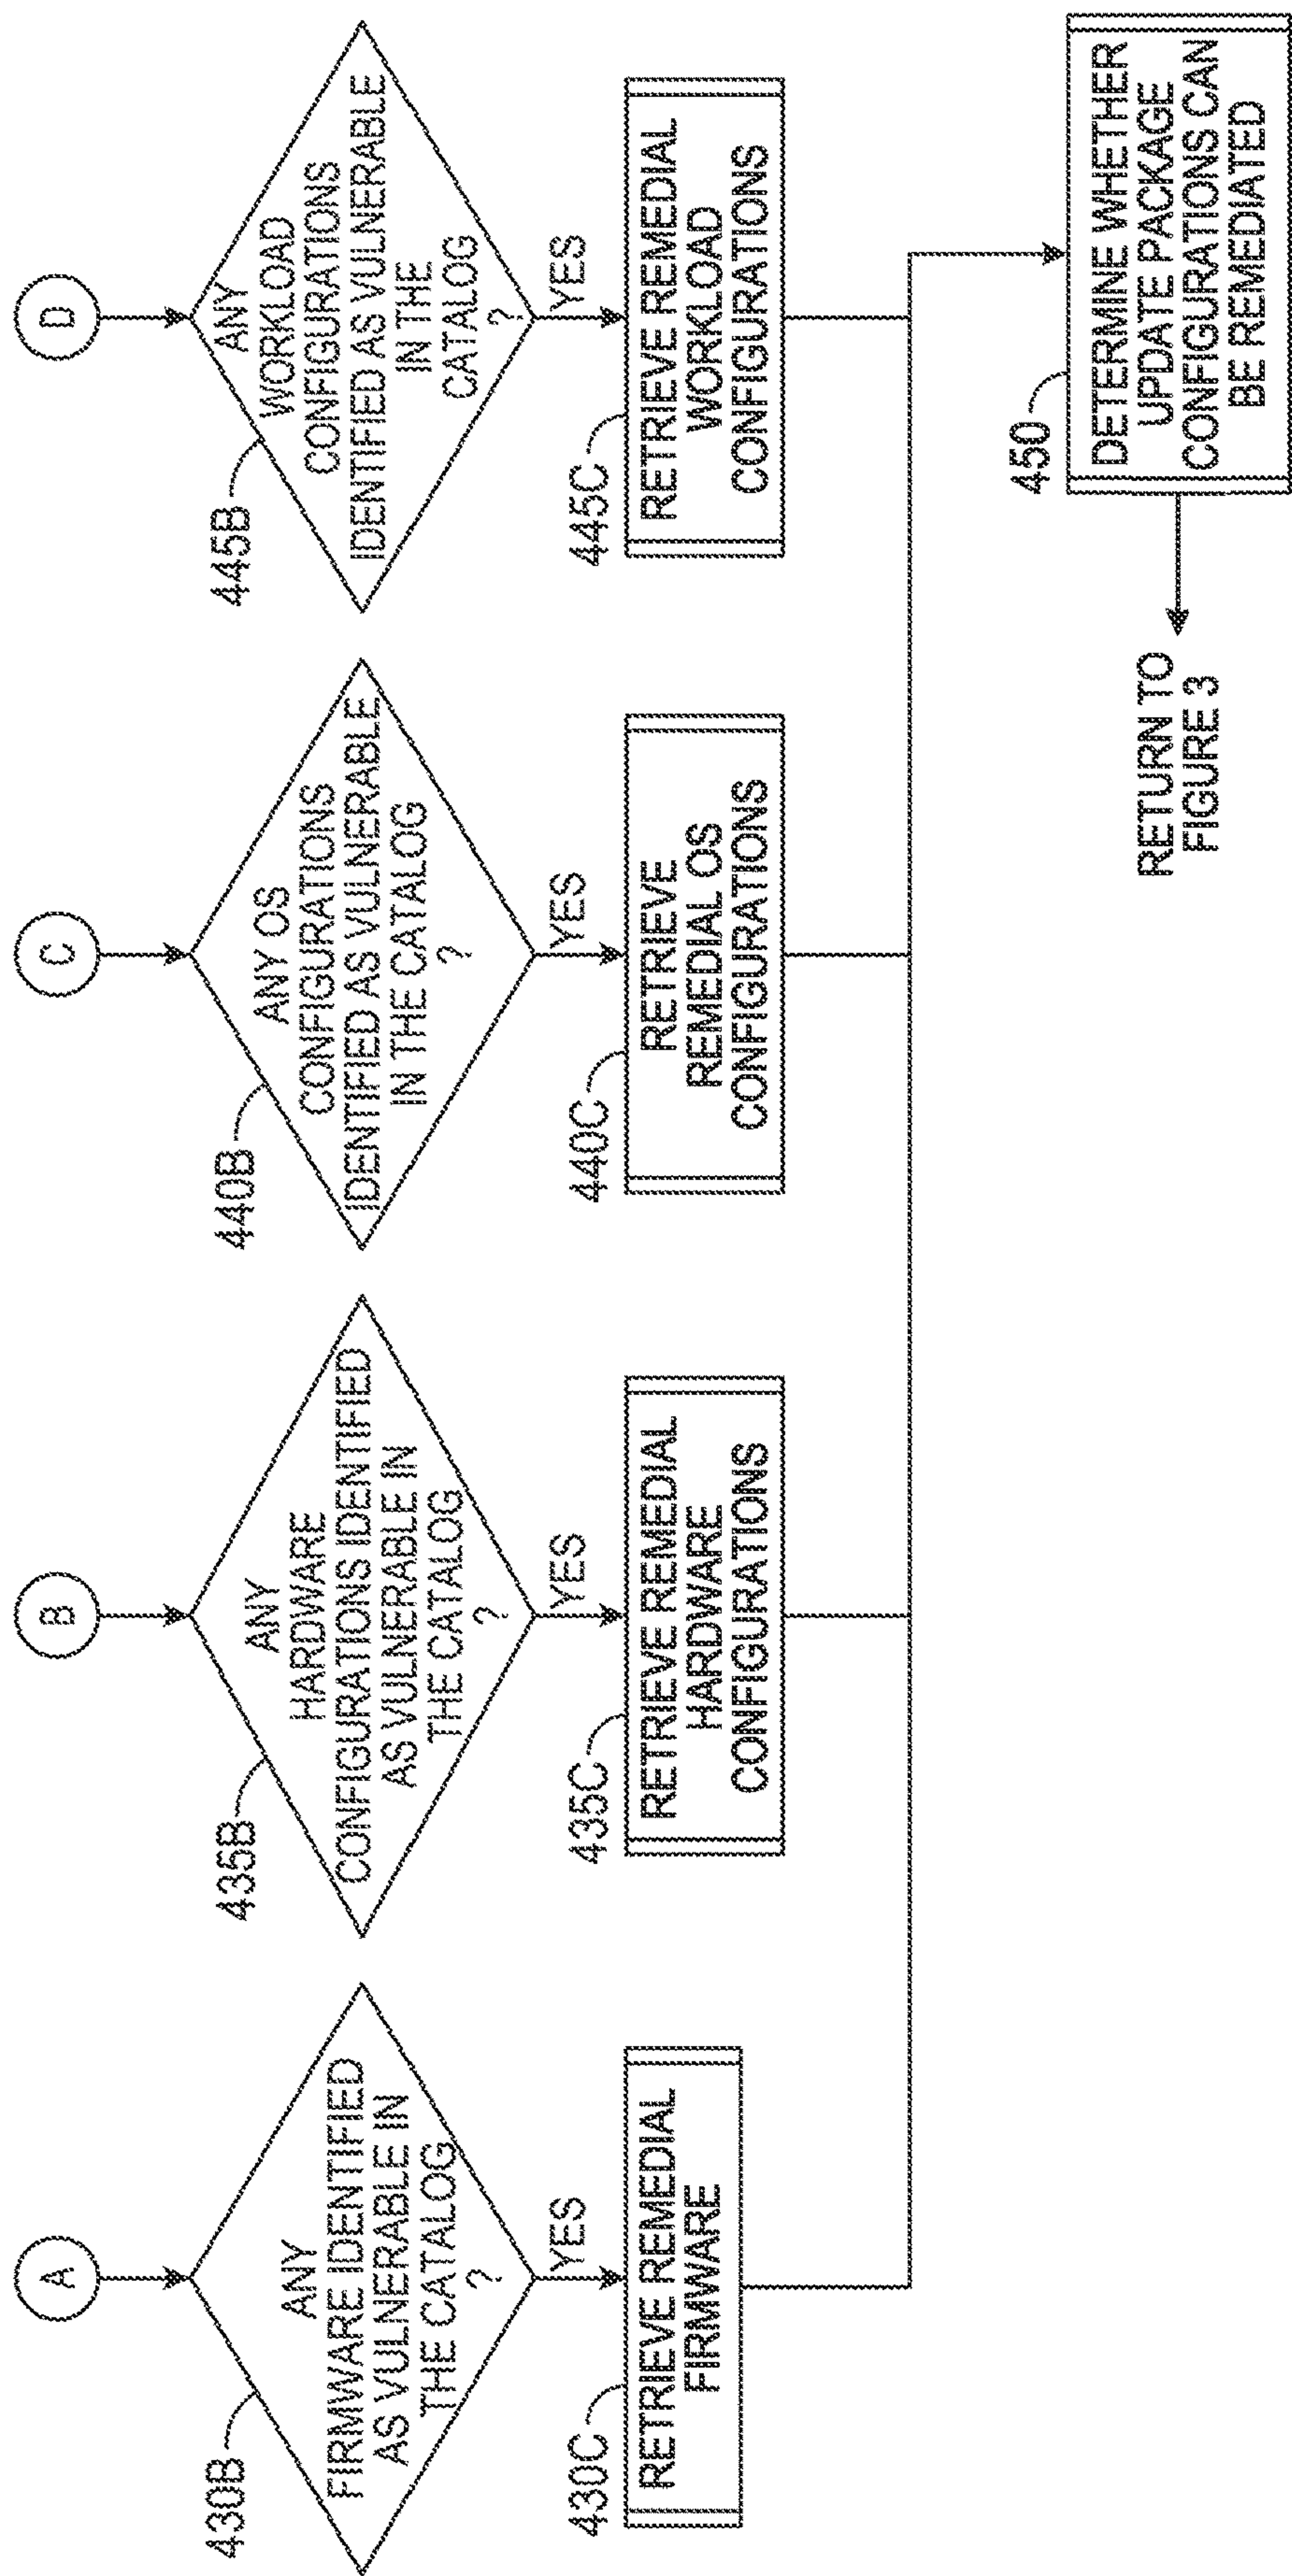 A
430B
ANY
FIRMWARE IDENTIFIED
AS VULNERABLE IN
THE CATALOG
?
YES
430C
RETRIEVE REMEDIAL
FIRMWARE
B
435B
ANY
HARDWARE
CONFIGURATIONS IDENTIFIED
AS VULNERABLE IN
THE CATALOG
?
YES
435C
RETRIEVE REMEDIAL
HARDWARE
CONFIGURATIONS
C
440B
ANY OS
CONFIGURATIONS
IDENTIFIED AS VULNERABLE
IN THE CATALOG
?
YES
440C
RETRIEVE
REMEDIAL OS
CONFIGURATIONS
D
445B
ANY
WORKLOAD
CONFIGURATIONS
IDENTIFIED AS VULNERABLE
IN THE
CATALOG
?
YES
445C
RETRIEVE REMEDIAL
WORKLOAD
CONFIGURATIONS
450
DETERMINE WHETHER
UPDATE PACKAGE
CONFIGURATIONS CAN
BE REMEDIATED
RETURN TO
FIGURE 3